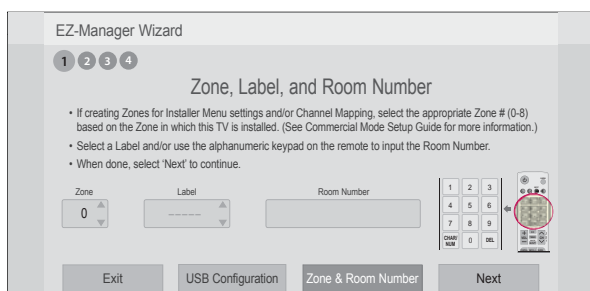 EZ-Manager Wizard
1 2 3 4
Zone, Label, and Room Number
• If creating Zones for Installer Menu settings and/or Channel Mapping, select the appropriate Zone # (0-8)
based on the Zone in which this TV is installed. (See Commercial Mode Setup Guide for more information.)
• Select a Label and/or use the alphanumeric keypad on the remote to input the Room Number.
• When done, select 'Next' to continue.
Zone Label Room Number
0 -----
1 2 3
4 5 6
7 8 9
CHAR/
NUM 0 DEL
Exit USB Configuration Zone & Room Number Next